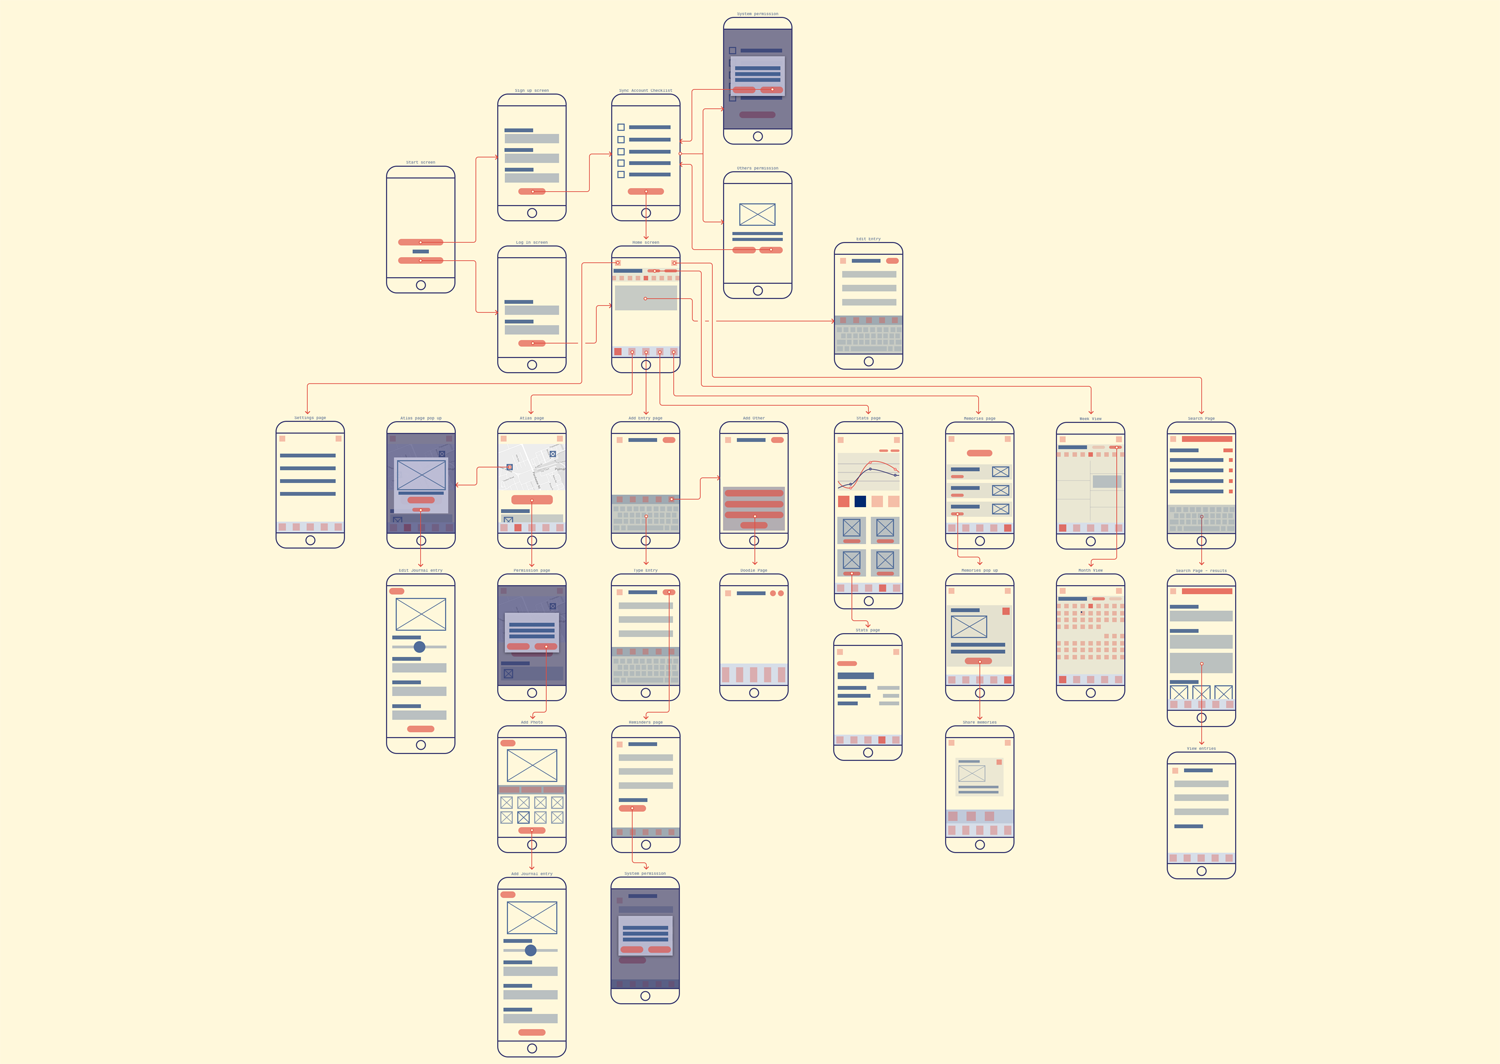 System permission
Sign up screen
Sync Account checklist
Start screen
Others permission
Log in screen
Home screen
Edit Entry
Settings page
Alias page pop up
Alias page
Add Entry page
Add Other
Stats page
Memories page
Week View
Search Page
Edit Journal entry
Permission page
Type Entry
Google Page
Memories pop up
Month View
Search Page - results
Stats page
Add Photo
Reminders page
Share memories
View entries
Add Journal entry
System permission